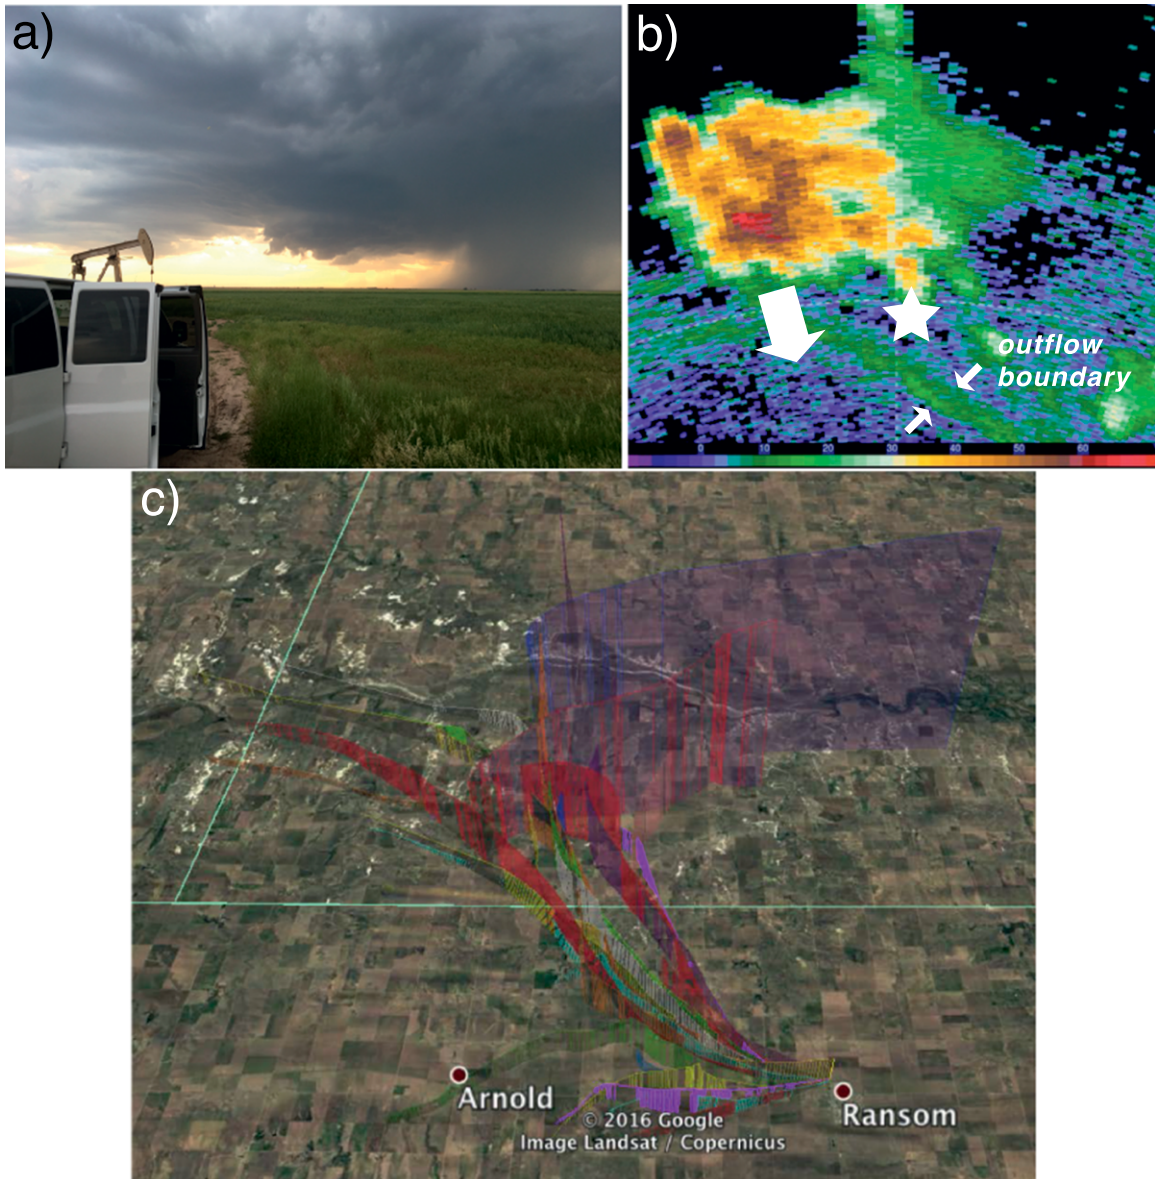 a)
b)
outflow
boundary
0 10 20 30 40 50 60
c)
Arnold
Ransom
© 2016 Google
Image Landsat / Copernicus